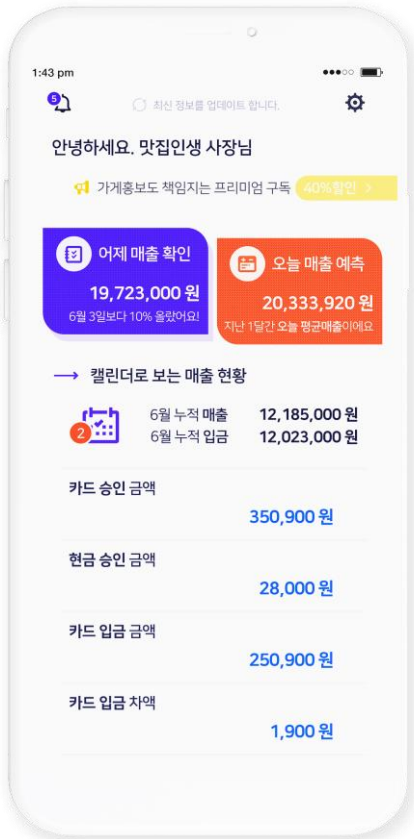 1:43 pm
5
최신 정보를 업데이트 합니다.
안녕하세요. 맛집인생 사장님
가게홍보도 책임지는 프리미엄 구독 40%할인 >
어제 매출 확인
19,723,000 원
6월 3일보다 10% 올랐어요!
오늘 매출 예측
20,333,920 원
지난 1달간 오늘 평균매출이에요
→ 캘린더로 보는 매출 현황
2
6월 누적 매출 12,185,000 원
6월 누적 입금 12,023,000 원
카드 승인 금액
350,900 원
현금 승인 금액
28,000 원
카드 입금 금액
250,900 원
카드 입금 차액
1,900 원